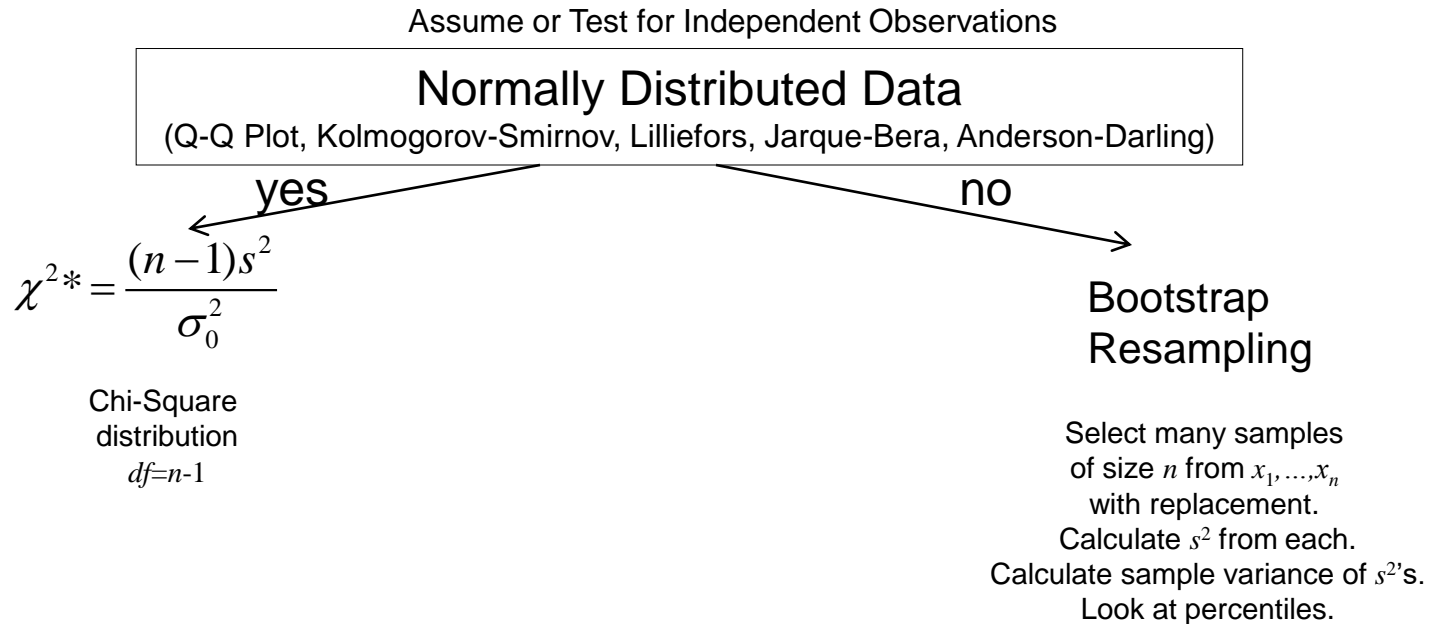 Assume or Test for Independent Observations
Normally Distributed Data
(Q-Q Plot, Kolmogorov-Smirnov, Lilliefors, Jarque-Bera, Anderson-Darling)
yes
no
χ²* = (n − 1)s² / σ₀²
Chi-Square
distribution
df=n-1
Bootstrap
Resampling
Select many samples
of size n from x₁,...,xₙ
with replacement.
Calculate s² from each.
Calculate sample variance of s²'s.
Look at percentiles.